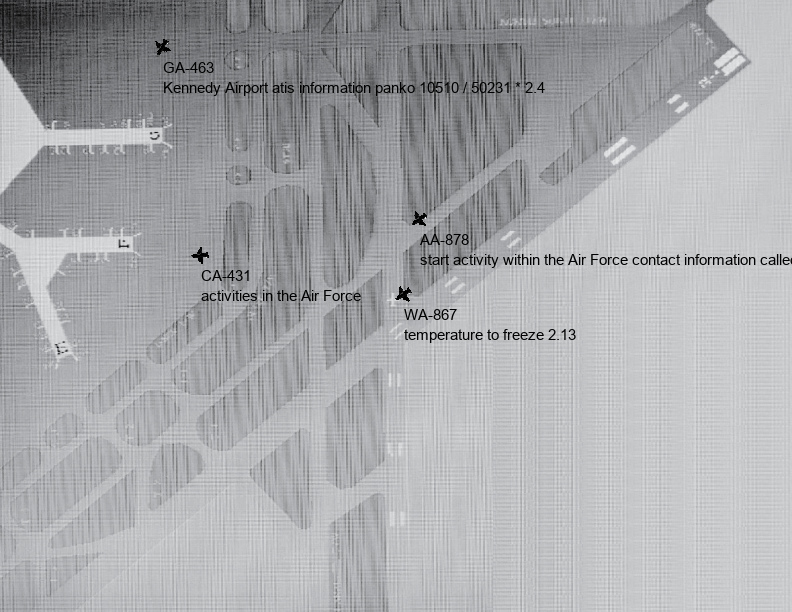 GA-463
Kennedy Airport atis information panko 10510 / 50231 * 2.4
AA-878
start activity within the Air Force contact information
CA-431
activities in the Air Force
WA-867
temperature to freeze 2.13